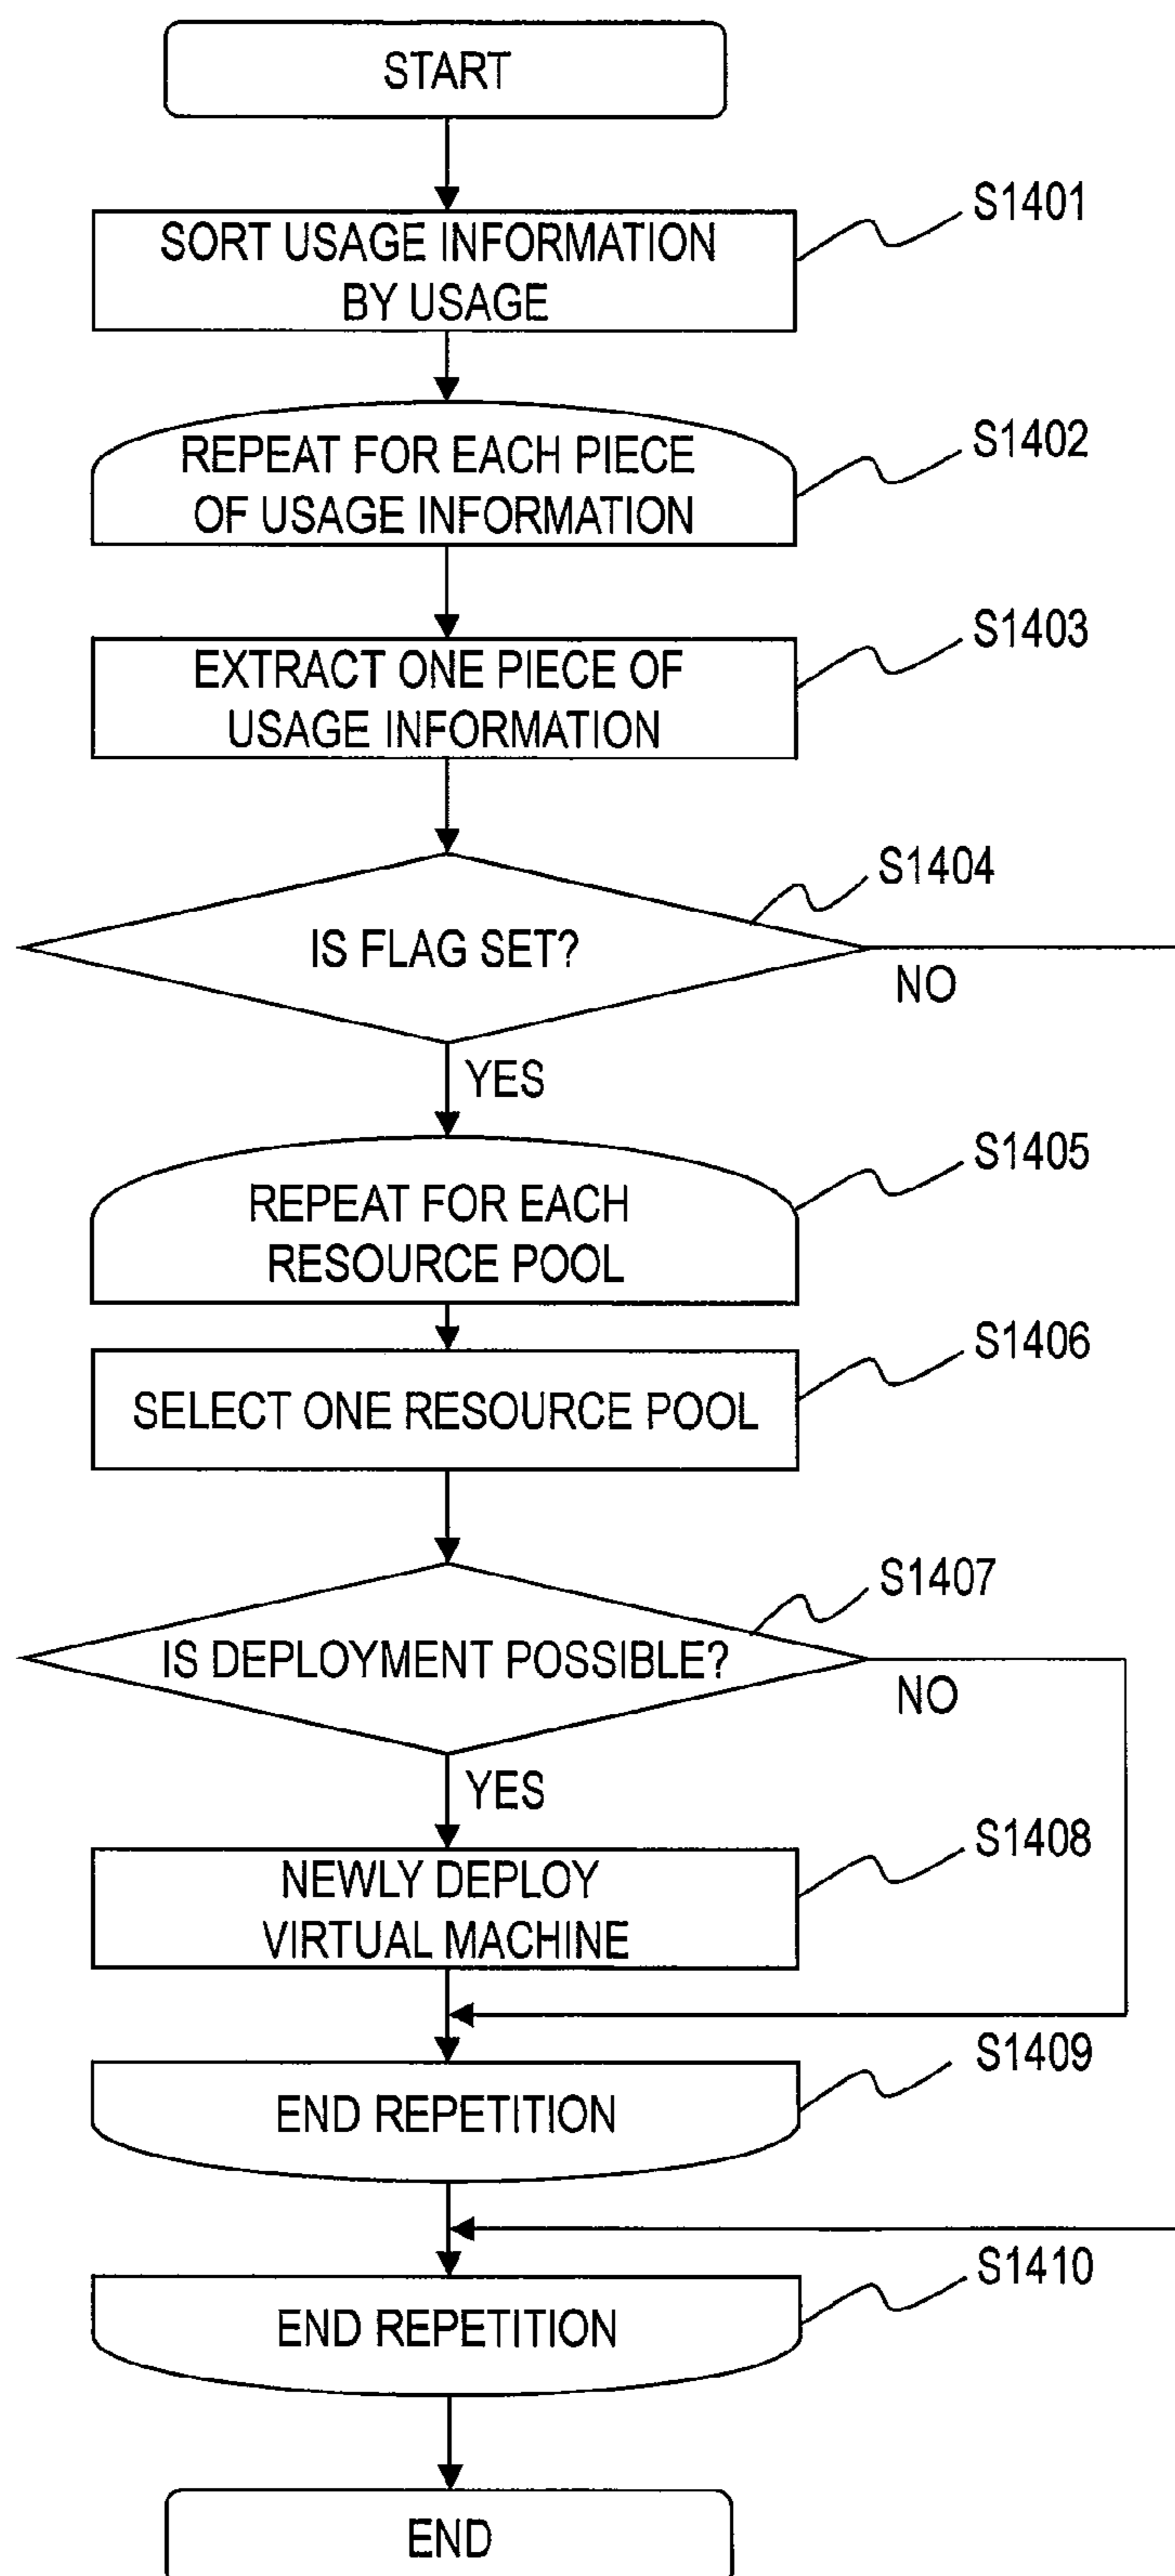 START
S1401
SORT USAGE INFORMATION
BY USAGE
S1402
REPEAT FOR EACH PIECE
OF USAGE INFORMATION
S1403
EXTRACT ONE PIECE OF
USAGE INFORMATION
S1404
IS FLAG SET?
NO
YES
S1405
REPEAT FOR EACH
RESOURCE POOL
S1406
SELECT ONE RESOURCE POOL
S1407
IS DEPLOYMENT POSSIBLE?
NO
YES
S1408
NEWLY DEPLOY
VIRTUAL MACHINE
S1409
END REPETITION
S1410
END REPETITION
END